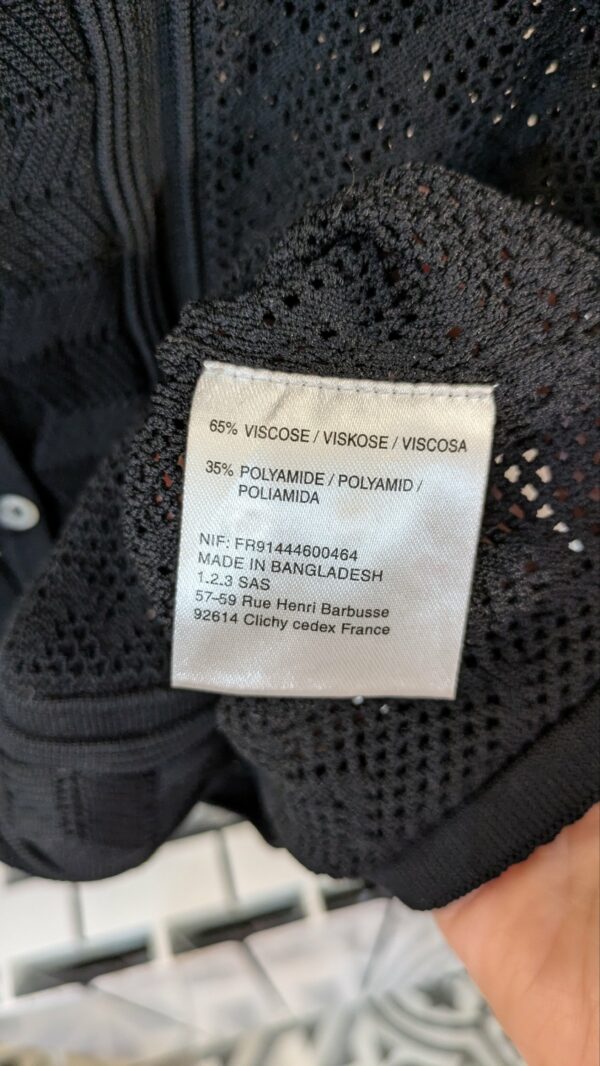 65% VISCOSE / VISKOSE / VISCOSA
35% POLYAMIDE / POLYAMID /
POLIAMIDA
NIF: FR91444600464
MADE IN BANGLADESH
1.2.3 SAS
57-59 Rue Henri Barbusse
92614 Clichy cedex France